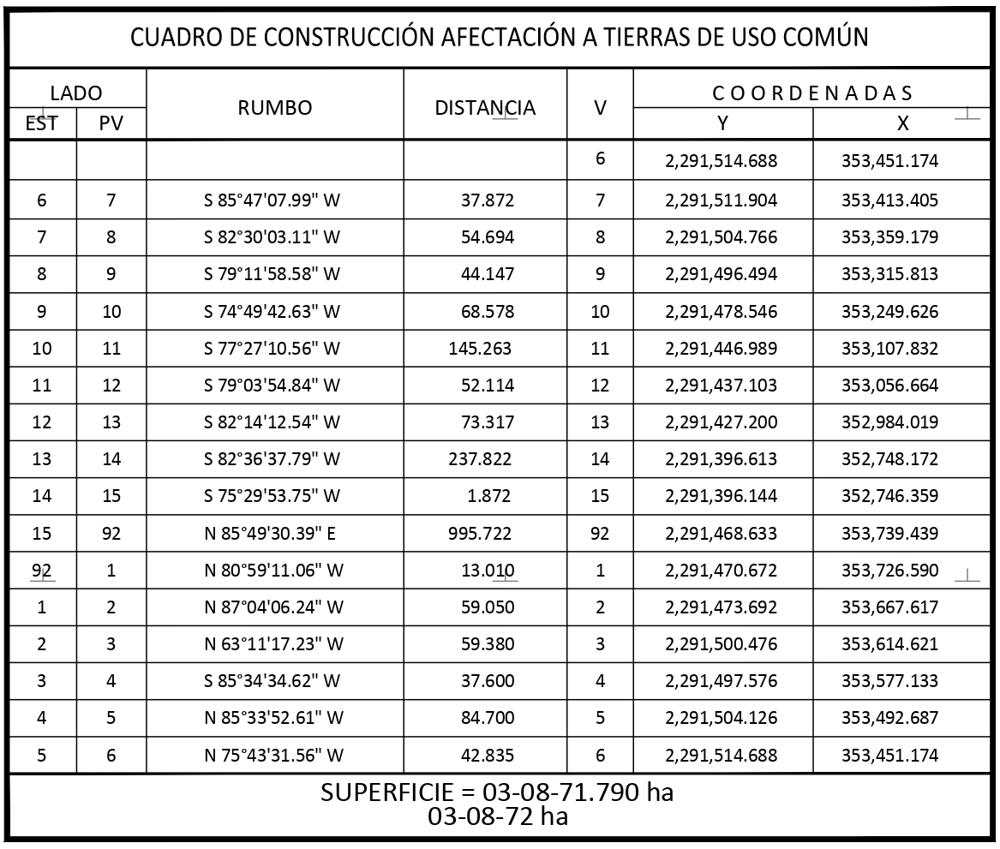 CUADRO DE CONSTRUCCIÓN AFECTACIÓN A TIERRAS DE USO COMÚN
LADO RUMBO DISTANCIA V COORDENADAS
EST PV Y X
6 2,291,514.688 353,451.174
6 7 S 85°47'07.99" W 37.872 7 2,291,511.904 353,413.405
7 8 S 82°30'03.11" W 54.694 8 2,291,504.766 353,359.179
8 9 S 79°11'58.58" W 44.147 9 2,291,496.494 353,315.813
9 10 S 74°49'42.63" W 68.578 10 2,291,478.546 353,249.626
10 11 S 77°27'10.56" W 145.263 11 2,291,446.989 353,107.832
11 12 S 79°03'54.84" W 52.114 12 2,291,437.103 353,056.664
12 13 S 82°14'12.54" W 73.317 13 2,291,427.200 352,984.019
13 14 S 82°36'37.79" W 237.822 14 2,291,396.613 352,748.172
14 15 S 75°29'53.75" W 1.872 15 2,291,396.144 352,746.359
15 92 N 85°49'30.39" E 995.722 92 2,291,468.633 353,739.439
92 1 N 80°59'11.06" W 13.010 1 2,291,470.672 353,726.590
1 2 N 87°04'06.24" W 59.050 2 2,291,473.692 353,667.617
2 3 N 63°11'17.23" W 59.380 3 2,291,500.476 353,614.621
3 4 S 85°34'34.62" W 37.600 4 2,291,497.576 353,577.133
4 5 N 85°33'52.61" W 84.700 5 2,291,504.126 353,492.687
5 6 N 75°43'31.56" W 42.835 6 2,291,514.688 353,451.174
SUPERFICIE = 03-08-71.790 ha
03-08-72 ha